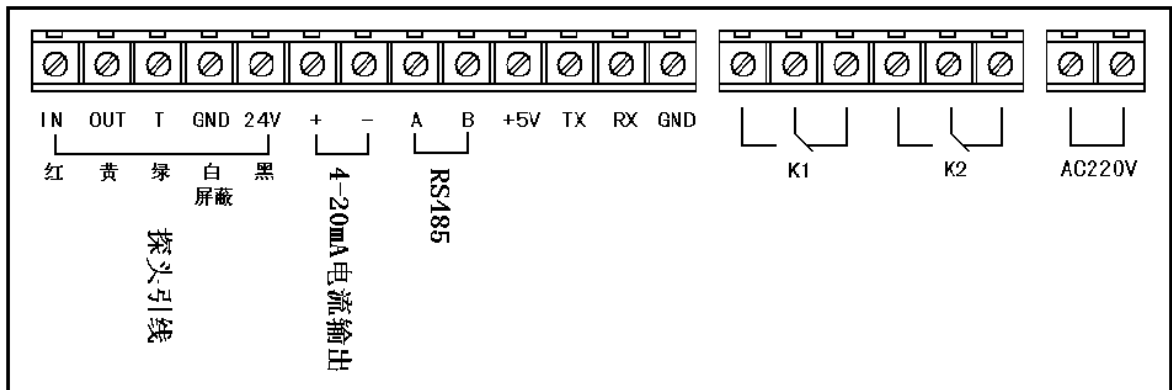 IN OUT T GND 24V + - A B +5V TX RX GND
红 黄 绿 白 黑
屏蔽
探头引线
4-20mA电流输出
RS485
K1 K2 AC220V